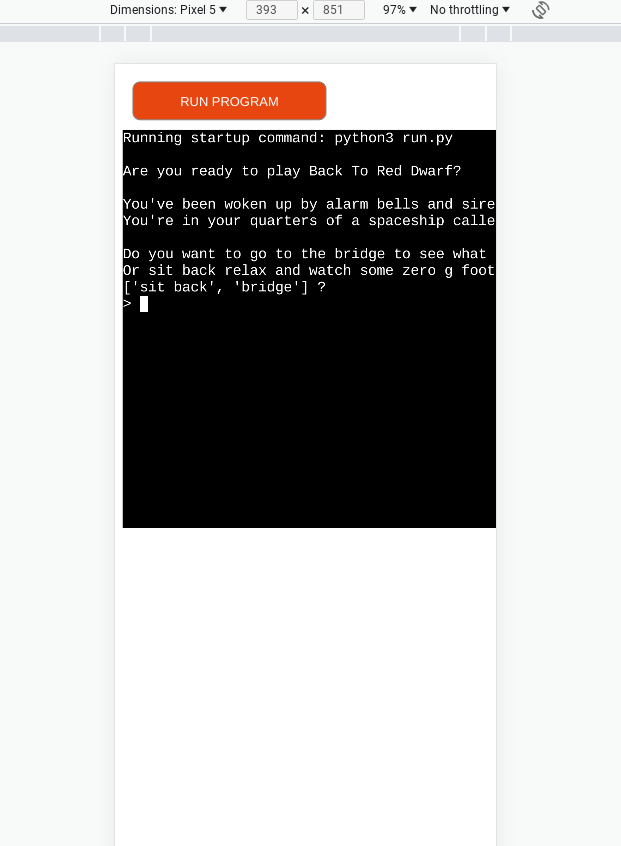 Dimensions: Pixel 5 393 × 851 97% No throttling
RUN PROGRAM
Running startup command: python3 run.py
Are you ready to play Back To Red Dwarf?
You've been woken up by alarm bells and sire
You're in your quarters of a spaceship calle
Do you want to go to the bridge to see what
Or sit back relax and watch some zero g foot
['sit back', 'bridge'] ?
>